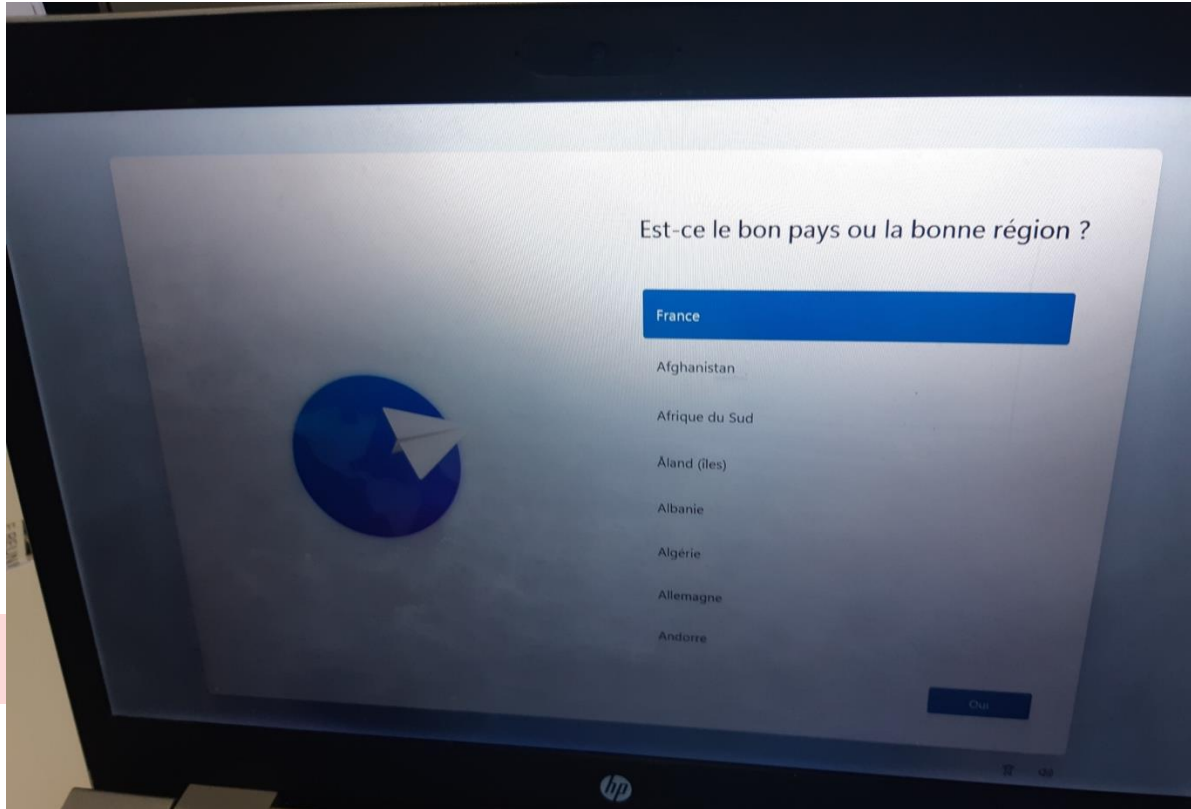 Est-ce le bon pays ou la bonne région ?
France
Afghanistan
Afrique du Sud
Åland (îles)
Albanie
Algérie
Allemagne
Andorre
Oui
hp